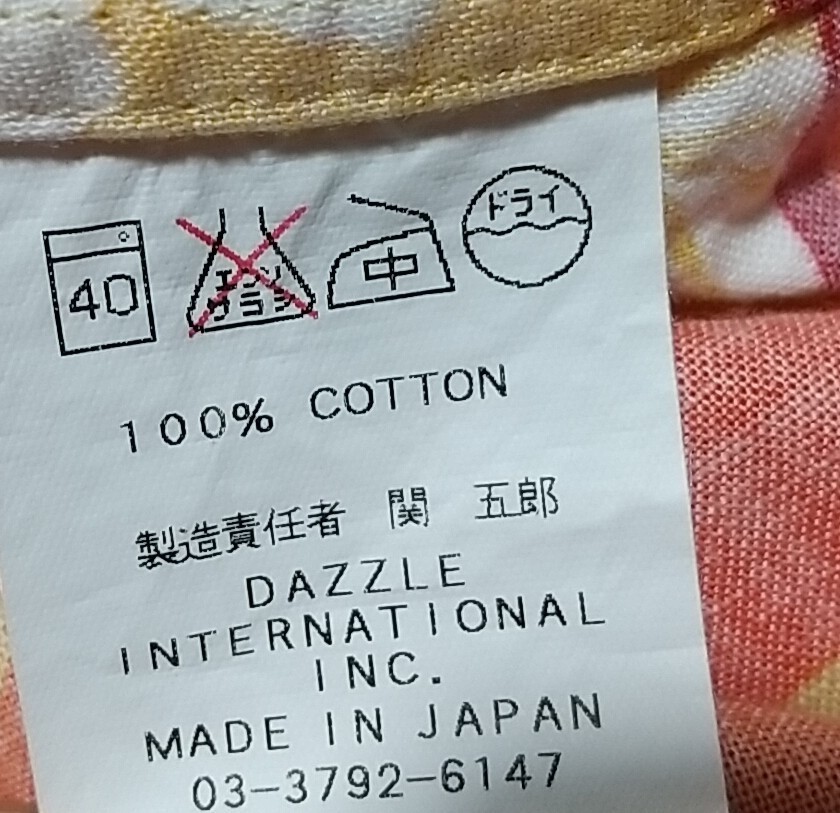 40 エンソサラシ 中 ドライ
100% COTTON
製造責任者 関 五郎
DAZZLE
INTERNATIONAL
INC.
MADE IN JAPAN
03-3792-6147